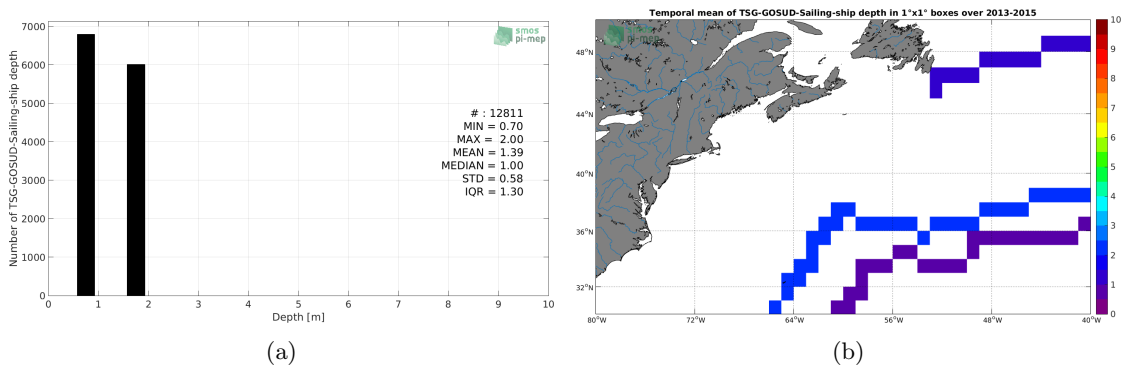 smos
pi-mep
Number of TSG-GOSUD-Sailing-ship depth
7000
6000
5000
4000
3000
2000
1000
0
# : 12811
MIN = 0.70
MAX = 2.00
MEAN = 1.39
MEDIAN = 1.00
STD = 0.58
IQR = 1.30
0 1 2 3 4 5 6 7 8 9 10
Depth [m]
(a)
Temporal mean of TSG-GOSUD-Sailing-ship depth in 1°x1° boxes over 2013-2015
smos
pi-mep
48°N
44°N
40°N
36°N
32°N
80°W 72°W 64°W 56°W 48°W 40°W
10
9
8
7
6
5
4
3
2
1
0
(b)